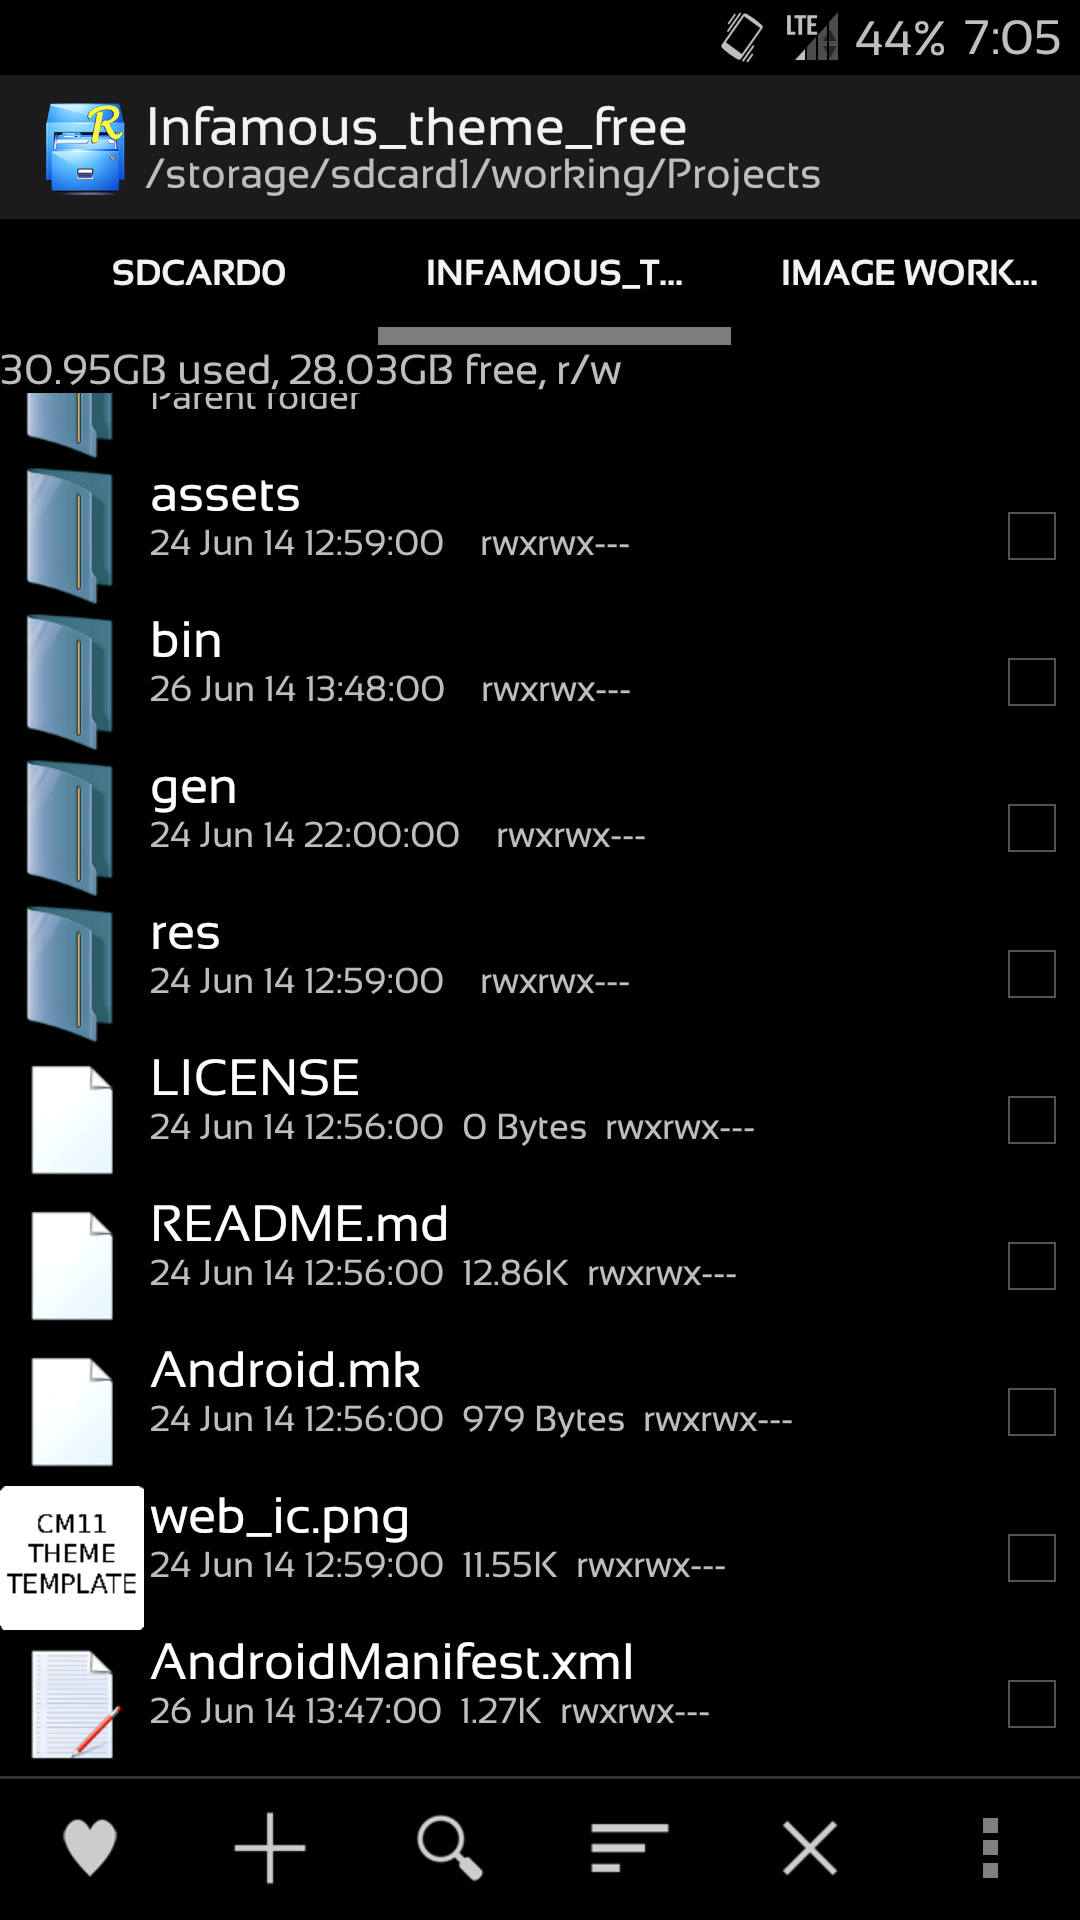 LTE 44% 7:05
R
Infamous_theme_free
/storage/sdcard1/working/Projects
SDCARD0 INFAMOUS_T... IMAGE WORK...
30.95GB used, 28.03GB free, r/w
Parent folder
assets
24 Jun 14 12:59:00 rwxrwx---
bin
26 Jun 14 13:48:00 rwxrwx---
gen
24 Jun 14 22:00:00 rwxrwx---
res
24 Jun 14 12:59:00 rwxrwx---
LICENSE
24 Jun 14 12:56:00 0 Bytes rwxrwx---
README.md
24 Jun 14 12:56:00 12.86K rwxrwx---
Android.mk
24 Jun 14 12:56:00 979 Bytes rwxrwx---
CM11
THEME
TEMPLATE
web_ic.png
24 Jun 14 12:59:00 11.55K rwxrwx---
AndroidManifest.xml
26 Jun 14 13:47:00 1.27K rwxrwx---